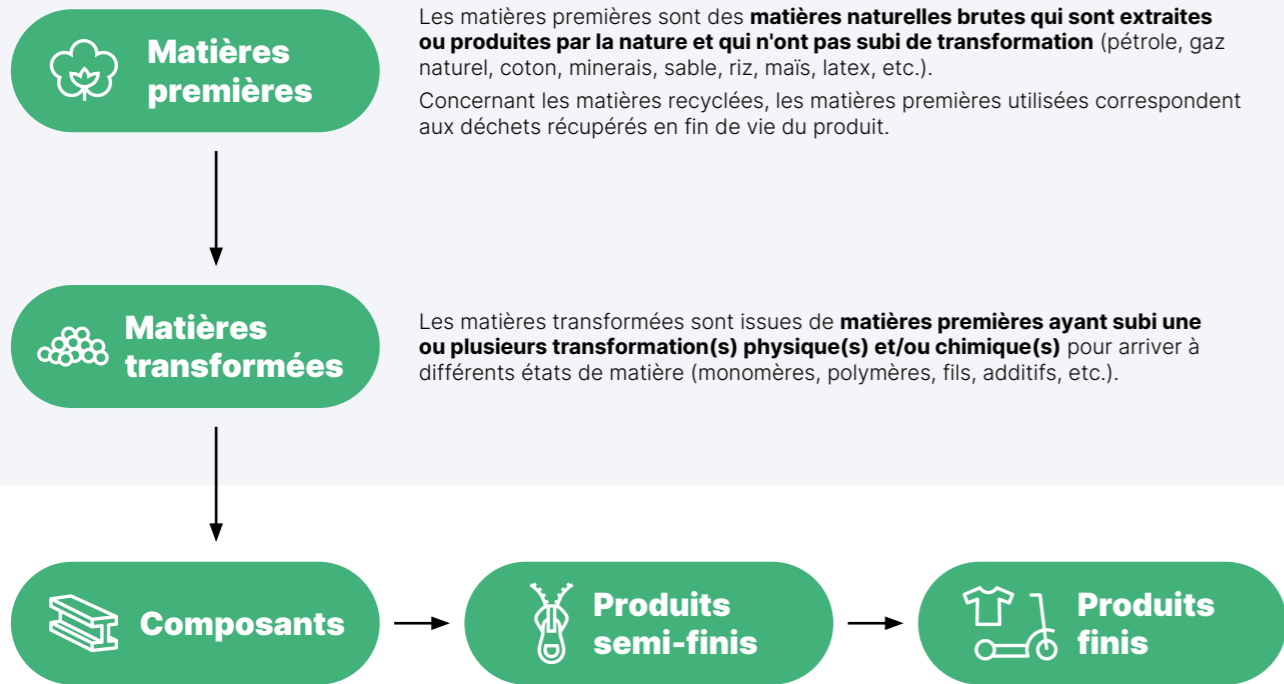 Matières
premières
Les matières premières sont des matières naturelles brutes qui sont extraites
ou produites par la nature et qui n'ont pas subi de transformation (pétrole, gaz
naturel, coton, minerais, sable, riz, maïs, latex, etc.).
Concernant les matières recyclées, les matières premières utilisées correspondent
aux déchets récupérés en fin de vie du produit.
Matières
transformées
Les matières transformées sont issues de matières premières ayant subi une
ou plusieurs transformation(s) physique(s) et/ou chimique(s) pour arriver à
différents états de matière (monomères, polymères, fils, additifs, etc.).
Composants
Produits
semi-finis
Produits
finis